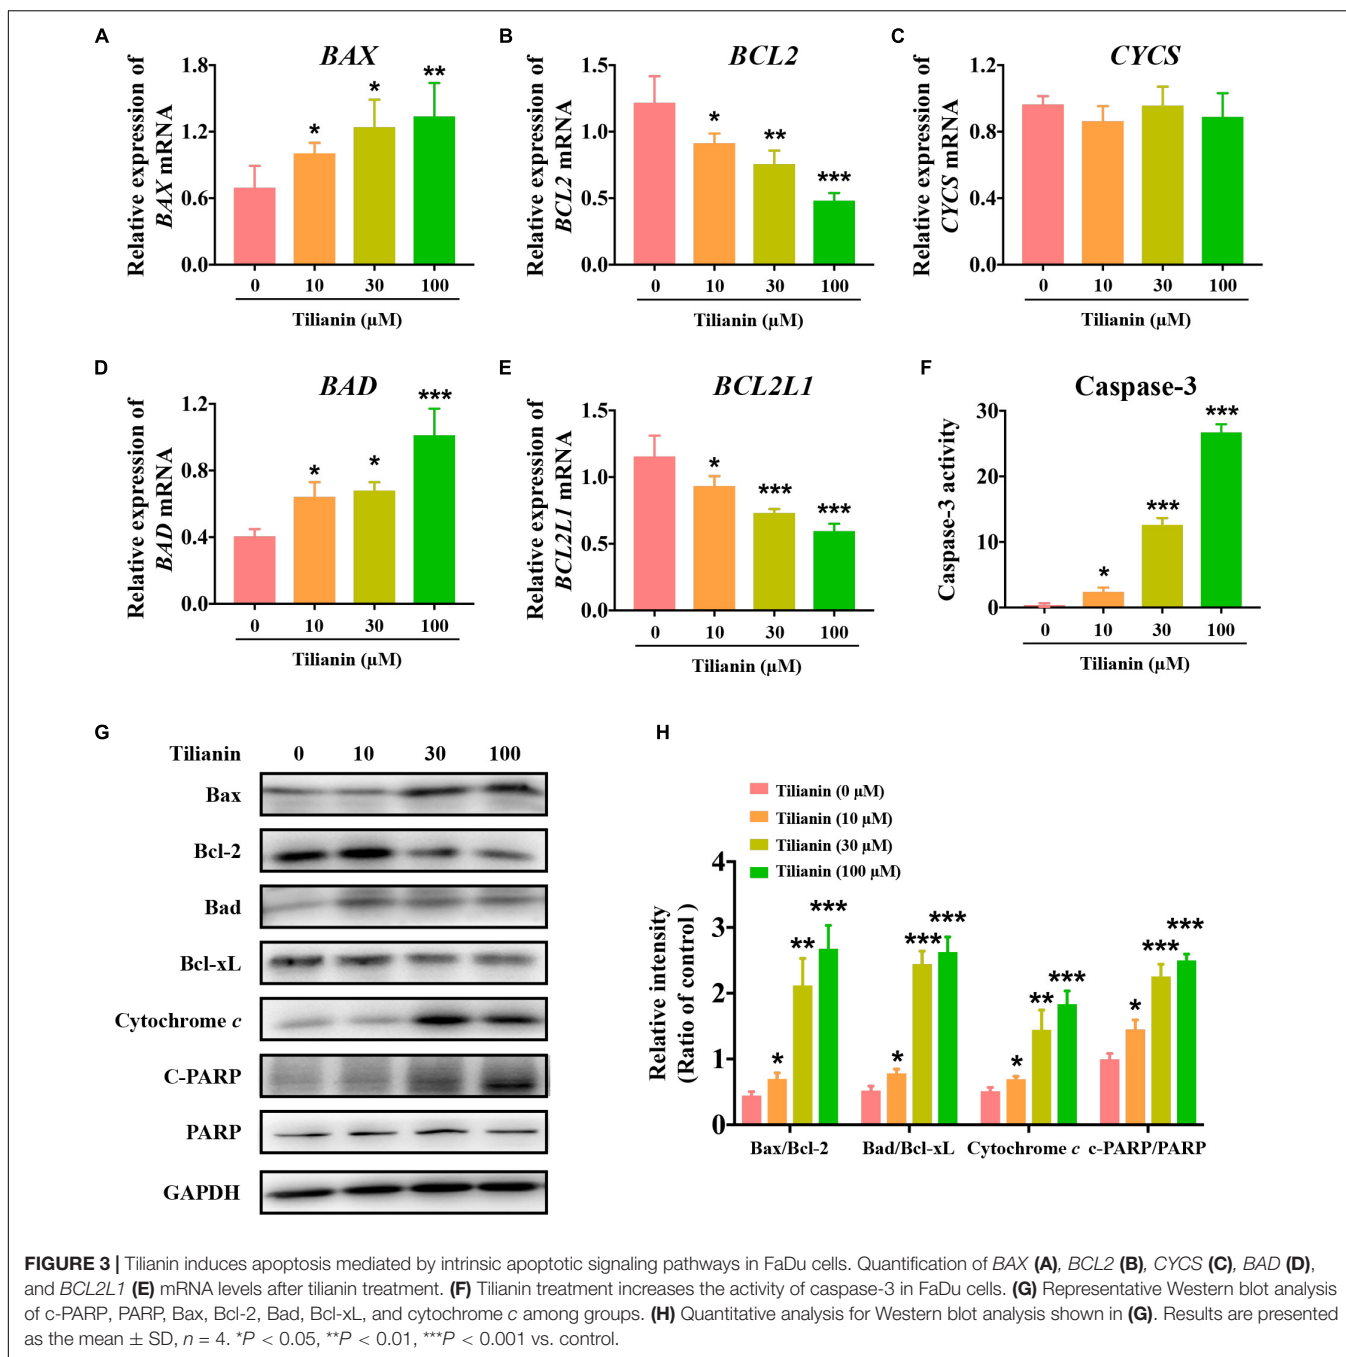 A
BAX
Relative expression of
BAX mRNA
1.8
1.2
0.6
0.0
*
*
**
0 10 30 100
Tilianin (µM)
B
BCL2
Relative expression of
BCL2 mRNA
1.5
1.0
0.5
0.0
*
**
***
0 10 30 100
Tilianin (µM)
C
CYCS
Relative expression of
CYCS mRNA
1.2
0.8
0.4
0.0
0 10 30 100
Tilianin (µM)
D
BAD
Relative expression of
BAD mRNA
1.2
0.8
0.4
0.0
*
*
***
0 10 30 100
Tilianin (µM)
E
BCL2L1
Relative expression of
BCL2L1 mRNA
1.5
1.0
0.5
0.0
*
***
***
0 10 30 100
Tilianin (µM)
F
Caspase-3
Caspase-3 activity
30
20
10
0
*
***
***
0 10 30 100
Tilianin (µM)
G
Tilianin 0 10 30 100
Bax
Bcl-2
Bad
Bcl-xL
Cytochrome c
C-PARP
PARP
GAPDH
H
Tilianin (0 µM)
Tilianin (10 µM)
Tilianin (30 µM)
Tilianin (100 µM)
Relative intensity
(Ratio of control )
4
3
2
1
0
* ** ***
* *** ***
* ** ***
* *** ***
Bax/Bcl-2 Bad/Bcl-xL Cytochrome c c-PARP/PARP
FIGURE 3 | Tilianin induces apoptosis mediated by intrinsic apoptotic signaling pathways in FaDu cells. Quantification of BAX (A), BCL2 (B), CYCS (C), BAD (D),
and BCL2L1 (E) mRNA levels after tilianin treatment. (F) Tilianin treatment increases the activity of caspase-3 in FaDu cells. (G) Representative Western blot analysis
of c-PARP, PARP, Bax, Bcl-2, Bad, Bcl-xL, and cytochrome c among groups. (H) Quantitative analysis for Western blot analysis shown in (G). Results are presented
as the mean ± SD, n = 4. *P < 0.05, **P < 0.01, ***P < 0.001 vs. control.